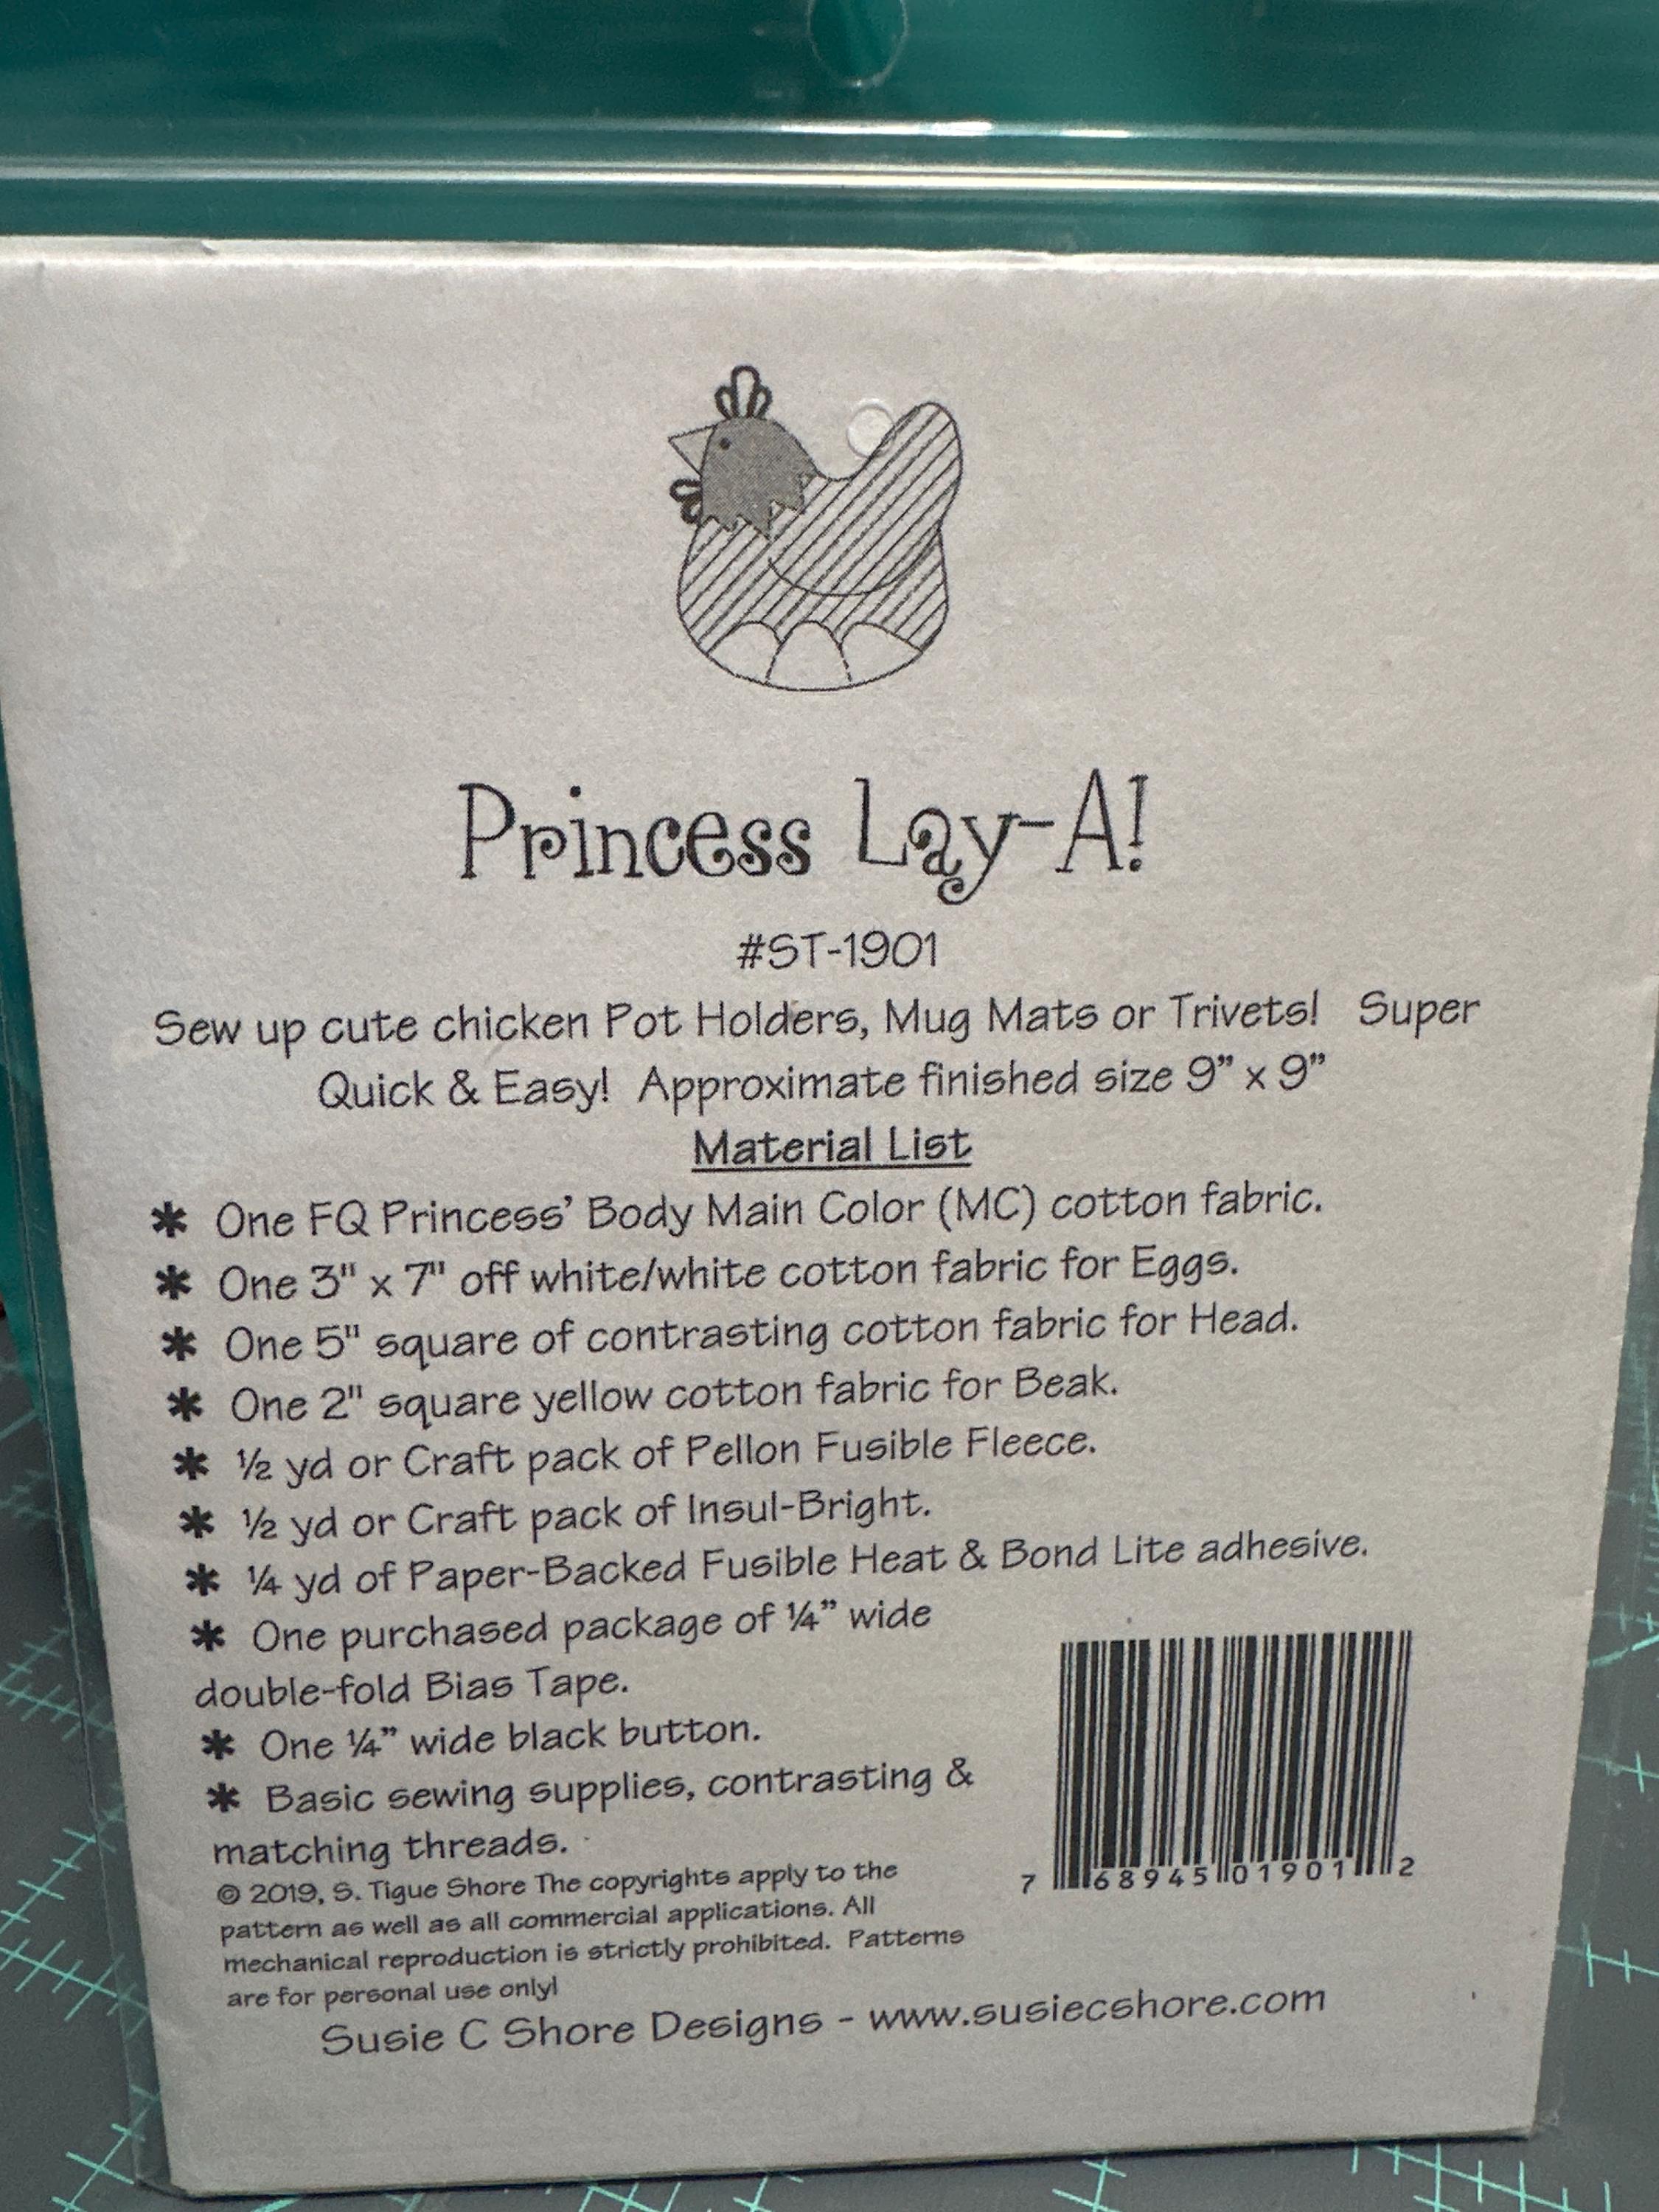 Princess Lay-A!
#ST-1901
Sew up cute chicken Pot Holders, Mug Mats or Trivets! Super
Quick & Easy! Approximate finished size 9” x 9”
Material List
* One FQ Princess’ Body Main Color (MC) cotton fabric.
* One 3" x 7" off white/white cotton fabric for Eggs.
* One 5" square of contrasting cotton fabric for Head.
* One 2" square yellow cotton fabric for Beak.
* ½ yd or Craft pack of Pellon Fusible Fleece.
* ½ yd or Craft pack of Insul-Bright.
* ¼ yd of Paper-Backed Fusible Heat & Bond Lite adhesive.
* One purchased package of ¼” wide
double-fold Bias Tape.
* One ¼” wide black button.
* Basic sewing supplies, contrasting &
matching threads.
© 2019, S. Tigue Shore The copyrights apply to the
pattern as well as all commercial applications. All
mechanical reproduction is strictly prohibited. Patterns
are for personal use only!
7 68945 01901 2
Susie C Shore Designs - www.susiecshore.com